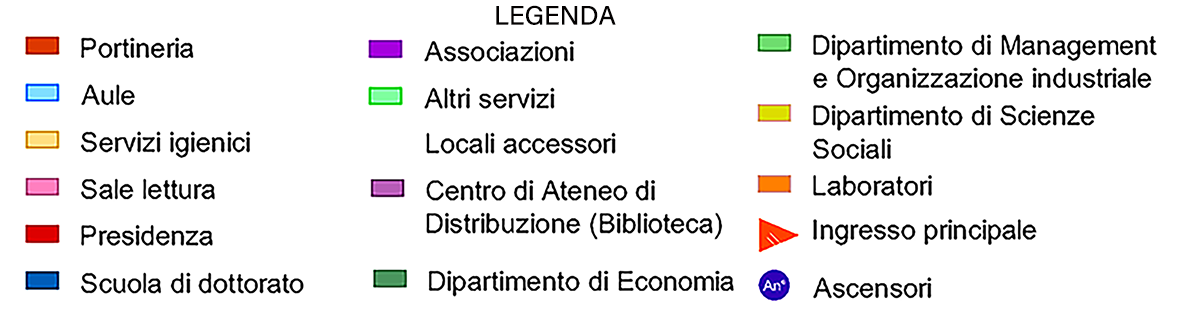 LEGENDA
Portineria
Aule
Servizi igienici
Sale lettura
Presidenza
Scuola di dottorato
Associazioni
Altri servizi
Locali accessori
Centro di Ateneo di
Distribuzione (Biblioteca)
Dipartimento di Economia
Dipartimento di Management
e Organizzazione industriale
Dipartimento di Scienze
Sociali
Laboratori
Ingresso principale
An°
Ascensori